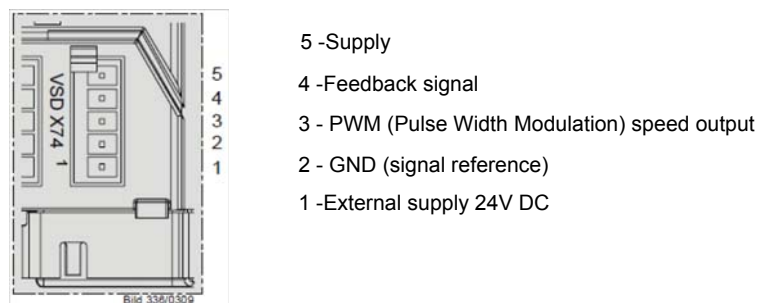 VSD X74
1
5
4
3
2
1
Bild 336/0309
5 -Supply
4 -Feedback signal
3 - PWM (Pulse Width Modulation) speed output
2 - GND (signal reference)
1 -External supply 24V DC